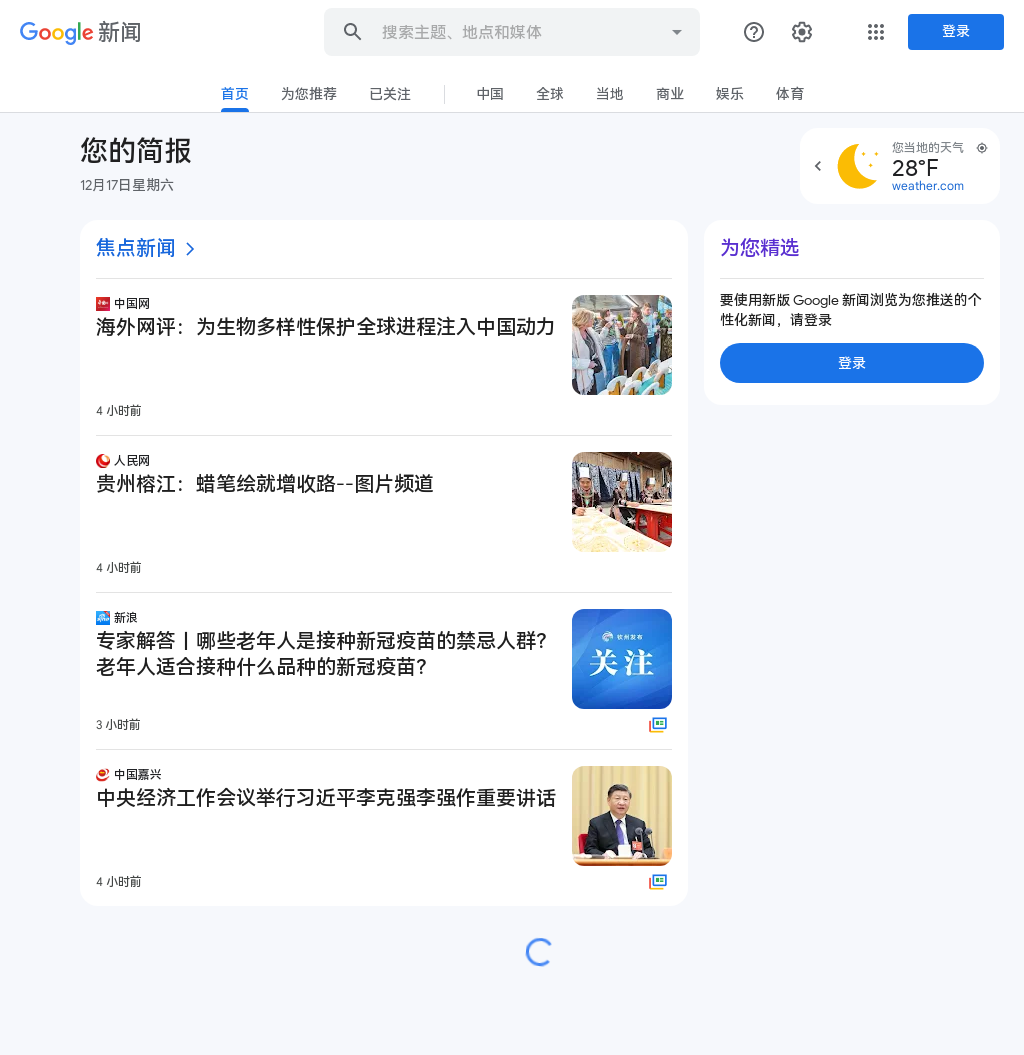 Google 新闻
搜索主题、地点和媒体
登录
首页 为您推荐 已关注 中国 全球 当地 商业 娱乐 体育
您的简报
12月17日星期六
您当地的天气
28°F
weather.com
焦点新闻
中国网
海外网评：为生物多样性保护全球进程注入中国动力
4 小时前
人民网
贵州榕江：蜡笔绘就增收路--图片频道
4 小时前
新浪
专家解答丨哪些老年人是接种新冠疫苗的禁忌人群？
老年人适合接种什么品种的新冠疫苗？
钦州发布
关注
3 小时前
中国嘉兴
中央经济工作会议举行习近平李克强李强作重要讲话
4 小时前
为您精选
要使用新版 Google 新闻浏览为您推送的个
性化新闻，请登录
登录